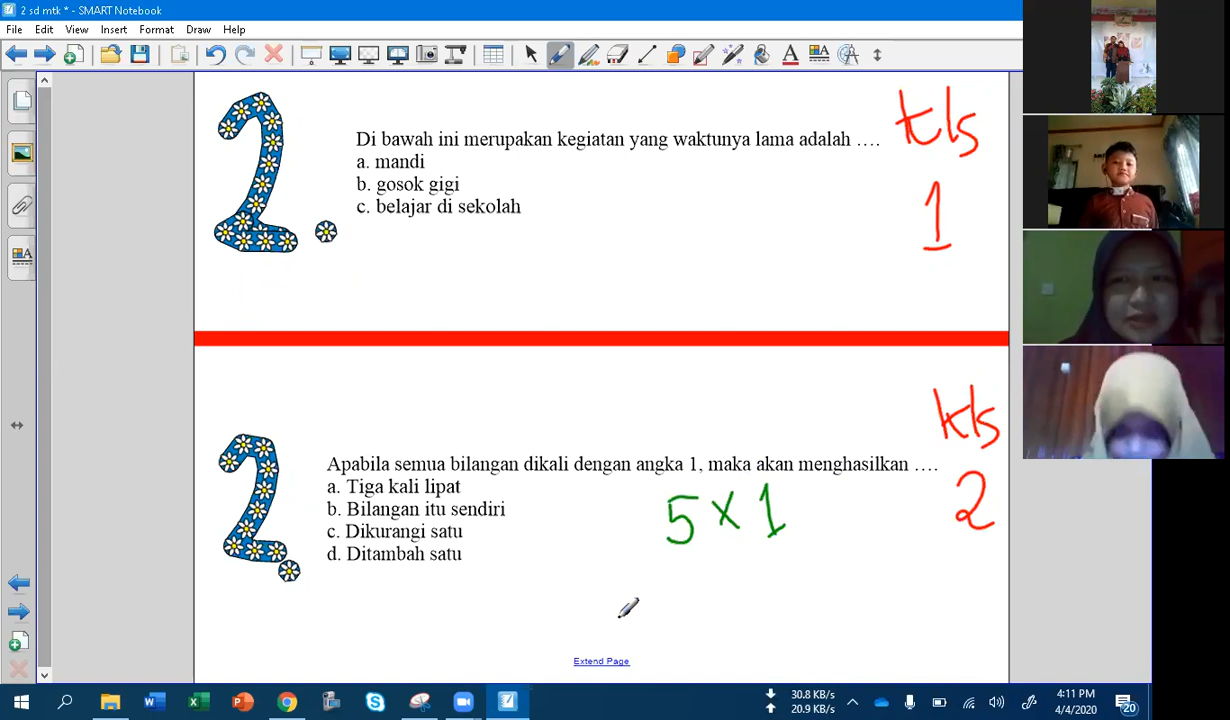 2 sd mtk * - SMART Notebook
File Edit View Insert Format Draw Help
2.
Di bawah ini merupakan kegiatan yang waktunya lama adalah ....
a. mandi
b. gosok gigi
c. belajar di sekolah
kls
1
2.
Apabila semua bilangan dikali dengan angka 1, maka akan menghasilkan ....
a. Tiga kali lipat
b. Bilangan itu sendiri
c. Dikurangi satu
d. Ditambah satu
5 x 1
kls
2
Extend Page
30.8 KB/s
20.9 KB/s
4:11 PM
4/4/2020
20